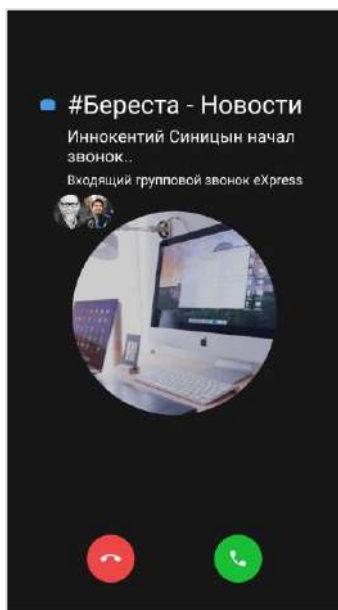 #Береста - Новости
Иннокентий Синицын начал
звонок..
Входящий групповой звонок eXpress